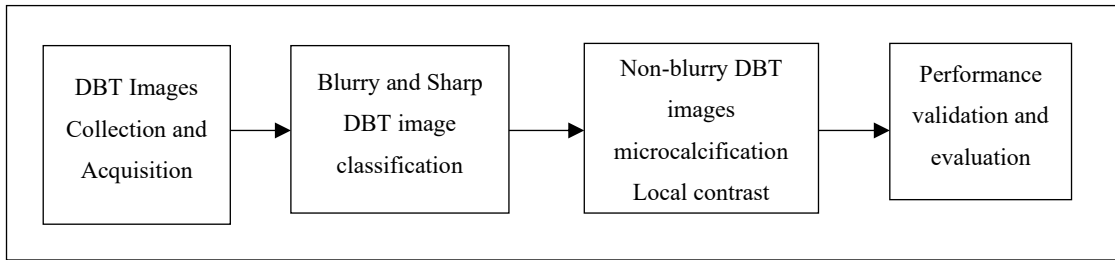 DBT Images
Collection and
Acquisition
Blurry and Sharp
DBT image
classification
Non-blurry DBT
images
microcalcification
Local contrast
Performance
validation and
evaluation